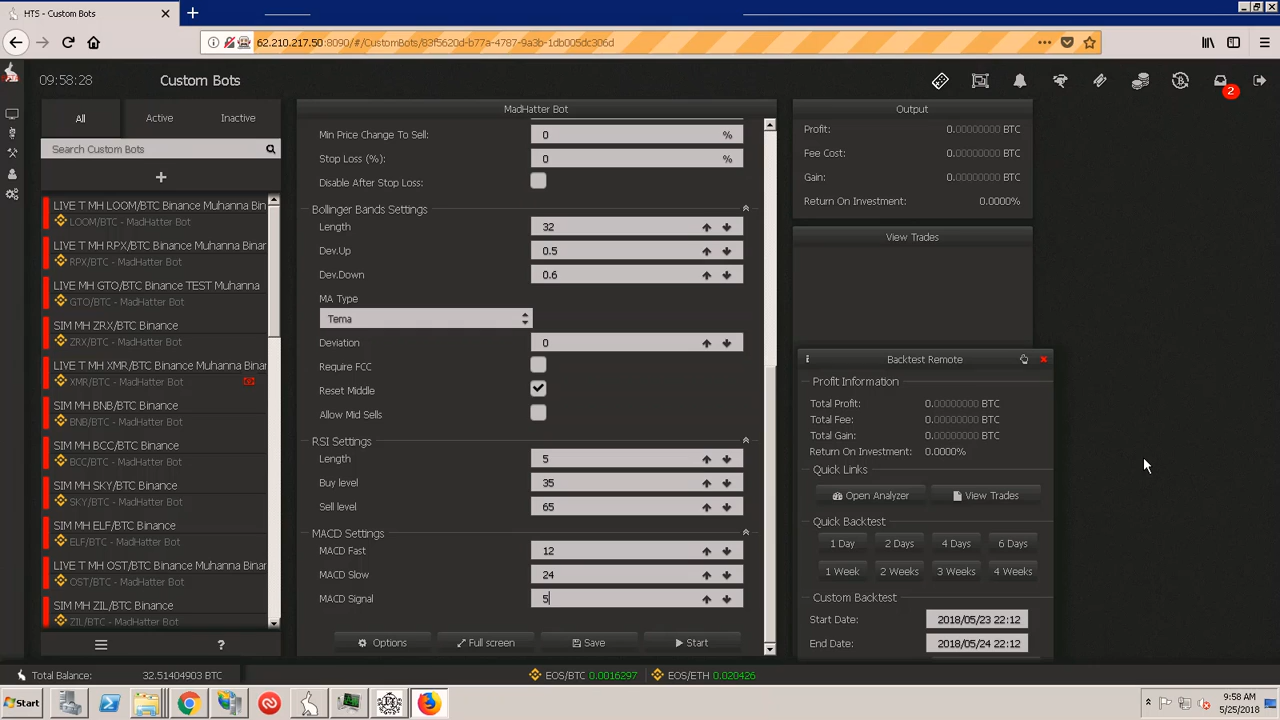 HTS - Custom Bots
62.210.217.50:8090/#/CustomBots/83f5620d-b77a-4787-9a3b-1db005dc306d
09:58:28
Custom Bots
2
All
Active
Inactive
Search Custom Bots
LIVE T MH LOOM/BTC Binance Muhanna Bin
LOOM/BTC - MadHatter Bot
LIVE T MH RPX/BTC Binance Muhanna Binar
RPX/BTC - MadHatter Bot
LIVE MH GTO/BTC Binance TEST Muhanna
GTO/BTC - MadHatter Bot
SIM MH ZRX/BTC Binance
ZRX/BTC - MadHatter Bot
LIVE T MH XMR/BTC Binance Muhanna Binar
XMR/BTC - MadHatter Bot
SIM MH BNB/BTC Binance
BNB/BTC - MadHatter Bot
SIM MH BCC/BTC Binance
BCC/BTC - MadHatter Bot
SIM MH SKY/BTC Binance
SKY/BTC - MadHatter Bot
SIM MH ELF/BTC Binance
ELF/BTC - MadHatter Bot
LIVE T MH OST/BTC Binance Muhanna Binar
OST/BTC - MadHatter Bot
SIM MH ZIL/BTC Binance
ZIL/BTC - MadHatter Bot
?
MadHatter Bot
Min Price Change To Sell: 0 %
Stop Loss (%): 0 %
Disable After Stop Loss:
Bollinger Bands Settings
Length 32
Dev.Up 0.5
Dev.Down 0.6
MA Type
Tema
Deviation 0
Require FCC
Reset Middle
Allow Mid Sells
RSI Settings
Length 5
Buy level 35
Sell level 65
MACD Settings
MACD Fast 12
MACD Slow 24
MACD Signal 5
Options
Full screen
Save
Start
Output
Profit: 0.00000000 BTC
Fee Cost: 0.00000000 BTC
Gain: 0.00000000 BTC
Return On Investment: 0.0000%
View Trades
Backtest Remote
Profit Information
Total Profit: 0.00000000 BTC
Total Fee: 0.00000000 BTC
Total Gain: 0.00000000 BTC
Return On Investment: 0.0000%
Quick Links
Open Analyzer
View Trades
Quick Backtest
1 Day 2 Days 4 Days 6 Days
1 Week 2 Weeks 3 Weeks 4 Weeks
Custom Backtest
Start Date: 2018/05/23 22:12
End Date: 2018/05/24 22:12
Total Balance: 32.51404903 BTC
EOS/BTC 0.0016297
EOS/ETH 0.020426
Start
9:58 AM
5/25/2018